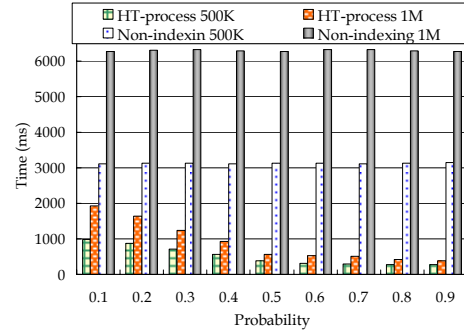 HT-process 500K HT-process 1M
Non-indexin 500K Non-indexing 1M
6000
5000
4000
3000
2000
1000
0
Time (ms)
0.1 0.2 0.3 0.4 0.5 0.6 0.7 0.8 0.9
Probability